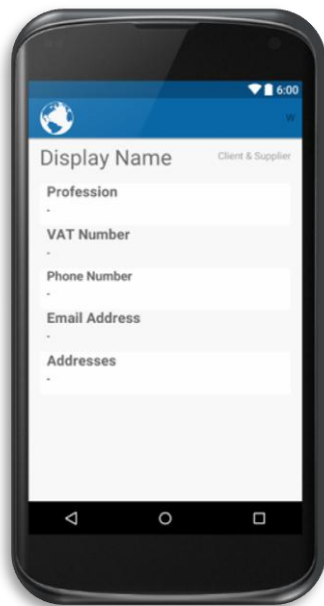 6:00
W
Display Name Client & Supplier
Profession
-
VAT Number
-
Phone Number
-
Email Address
-
Addresses
-